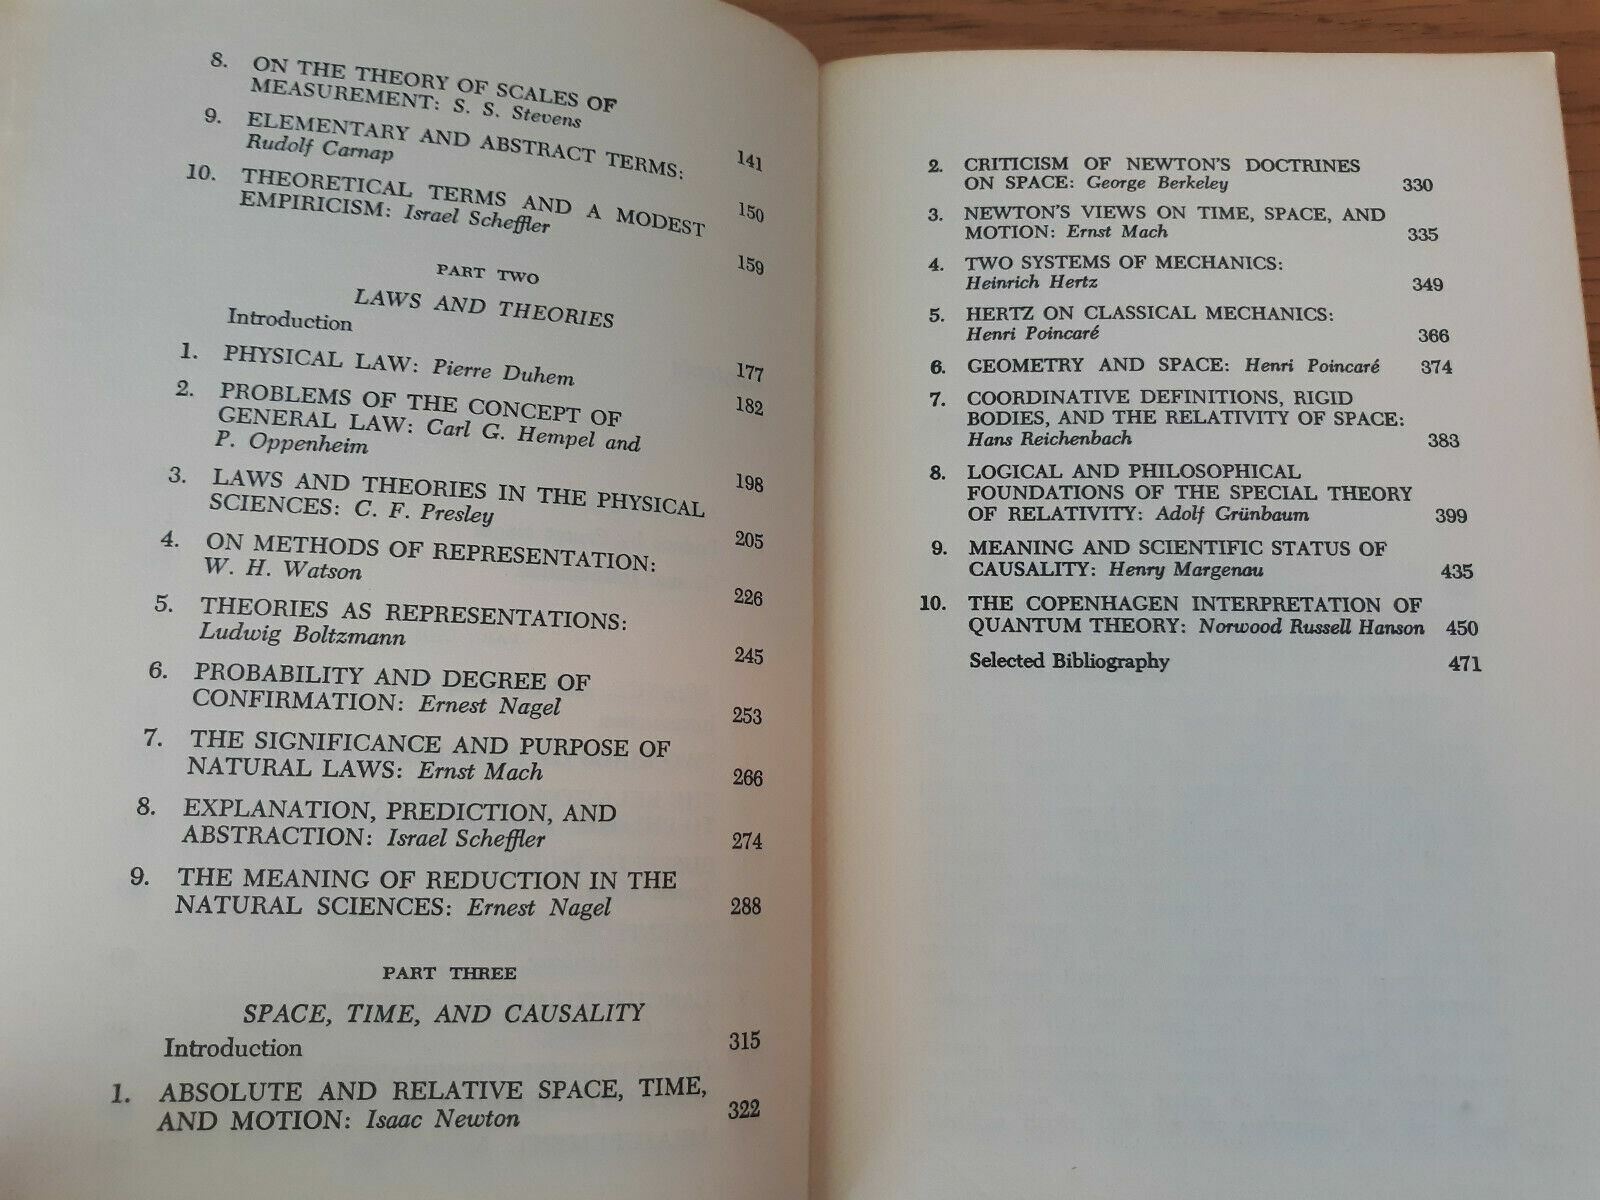 8. ON THE THEORY OF SCALES OF
MEASUREMENT: S. S. Stevens 141
9. ELEMENTARY AND ABSTRACT TERMS:
Rudolf Carnap 150
10. THEORETICAL TERMS AND A MODEST
EMPIRICISM: Israel Scheffler 159
PART TWO
LAWS AND THEORIES
Introduction 177
1. PHYSICAL LAW: Pierre Duhem 182
2. PROBLEMS OF THE CONCEPT OF
GENERAL LAW: Carl G. Hempel and
P. Oppenheim 198
3. LAWS AND THEORIES IN THE PHYSICAL
SCIENCES: C. F. Presley 205
4. ON METHODS OF REPRESENTATION:
W. H. Watson 226
5. THEORIES AS REPRESENTATIONS:
Ludwig Boltzmann 245
6. PROBABILITY AND DEGREE OF
CONFIRMATION: Ernest Nagel 253
7. THE SIGNIFICANCE AND PURPOSE OF
NATURAL LAWS: Ernst Mach 266
8. EXPLANATION, PREDICTION, AND
ABSTRACTION: Israel Scheffler 274
9. THE MEANING OF REDUCTION IN THE
NATURAL SCIENCES: Ernest Nagel 288
PART THREE
SPACE, TIME, AND CAUSALITY
Introduction 315
1. ABSOLUTE AND RELATIVE SPACE, TIME,
AND MOTION: Isaac Newton 322
2. CRITICISM OF NEWTON'S DOCTRINES
ON SPACE: George Berkeley 330
3. NEWTON'S VIEWS ON TIME, SPACE, AND
MOTION: Ernst Mach 335
4. TWO SYSTEMS OF MECHANICS:
Heinrich Hertz 349
5. HERTZ ON CLASSICAL MECHANICS:
Henri Poincaré 366
6. GEOMETRY AND SPACE: Henri Poincaré 374
7. COORDINATIVE DEFINITIONS, RIGID
BODIES, AND THE RELATIVITY OF SPACE:
Hans Reichenbach 383
8. LOGICAL AND PHILOSOPHICAL
FOUNDATIONS OF THE SPECIAL THEORY
OF RELATIVITY: Adolf Grünbaum 399
9. MEANING AND SCIENTIFIC STATUS OF
CAUSALITY: Henry Margenau 435
10. THE COPENHAGEN INTERPRETATION OF
QUANTUM THEORY: Norwood Russell Hanson 450
Selected Bibliography 471